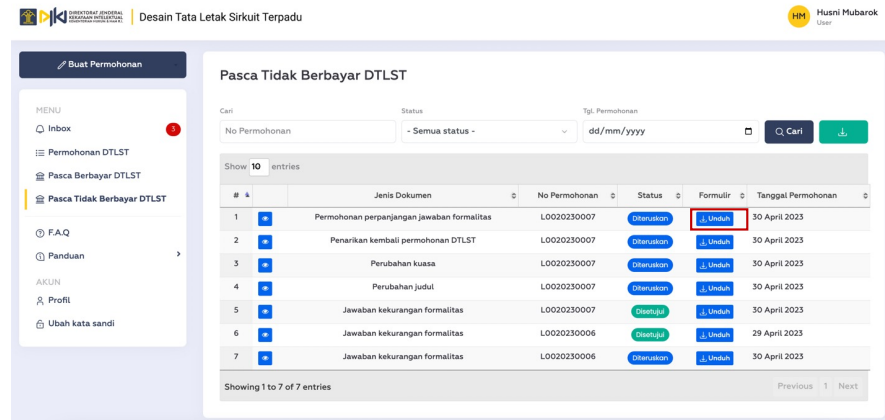 DIREKTORAT JENDERAL
KEKAYAAN INTELEKTUAL
Desain Tata Letak Sirkuit Terpadu
HM
Husni Mubarok
User
Buat Permohonan
MENU
Inbox 3
Permohonan DTLST
Pasca Berbayar DTLST
Pasca Tidak Berbayar DTLST
F.A.Q
Panduan
AKUN
Profil
Ubah kata sandi
Pasca Tidak Berbayar DTLST
Cari Status Tgl. Permohonan
No Permohonan - Semua status - dd/mm/yyyy Cari
Show 10 entries
# Jenis Dokumen No Permohonan Status Formulir Tanggal Permohonan
1 Permohonan perpanjangan jawaban formalitas L0020230007 Diteruskan Unduh 30 April 2023
2 Penarikan kembali permohonan DTLST L0020230007 Diteruskan Unduh 30 April 2023
3 Perubahan kuasa L0020230007 Diteruskan Unduh 30 April 2023
4 Perubahan judul L0020230007 Diteruskan Unduh 30 April 2023
5 Jawaban kekurangan formalitas L0020230007 Disetujui Unduh 30 April 2023
6 Jawaban kekurangan formalitas L0020230006 Disetujui Unduh 29 April 2023
7 Jawaban kekurangan formalitas L0020230006 Diteruskan Unduh 30 April 2023
Showing 1 to 7 of 7 entries
Previous 1 Next